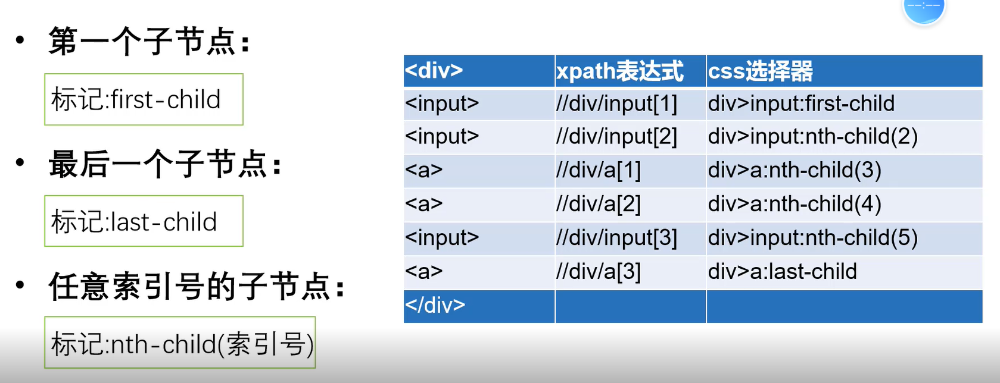 --:--
• 第一个子节点：
标记:first-child
• 最后一个子节点：
标记:last-child
• 任意索引号的子节点：
标记:nth-child(索引号)
<div> xpath表达式 css选择器
<input> //div/input[1] div>input:first-child
<input> //div/input[2] div>input:nth-child(2)
<a> //div/a[1] div>a:nth-child(3)
<a> //div/a[2] div>a:nth-child(4)
<input> //div/input[3] div>input:nth-child(5)
<a> //div/a[3] div>a:last-child
</div>